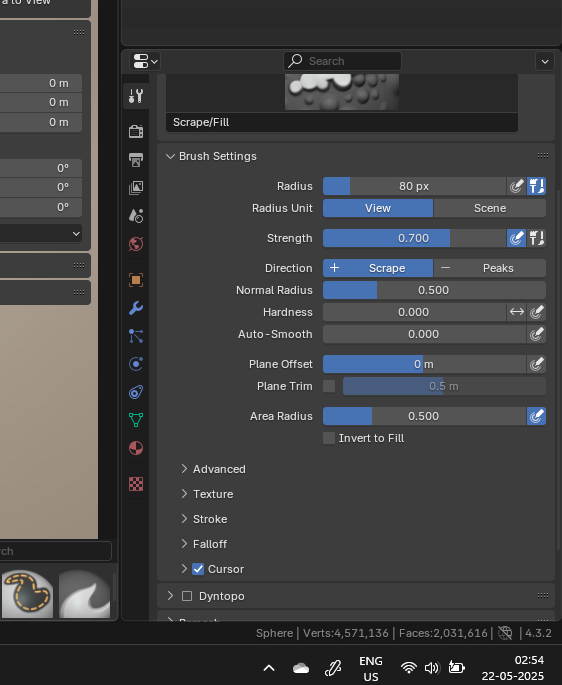 a to View
0 m
0 m
0 m
0°
0°
0°
Search
Scrape/Fill
Brush Settings
Radius 80 px
Radius Unit View Scene
Strength 0.700
Direction + Scrape − Peaks
Normal Radius 0.500
Hardness 0.000
Auto-Smooth 0.000
Plane Offset 0 m
Plane Trim 0.5 m
Area Radius 0.500
Invert to Fill
Advanced
Texture
Stroke
Falloff
Cursor
rch
Dyntopo
Sphere | Verts:4,571,136 | Faces:2,031,616 | 4.3.2
ENG
US
02:54
22-05-2025